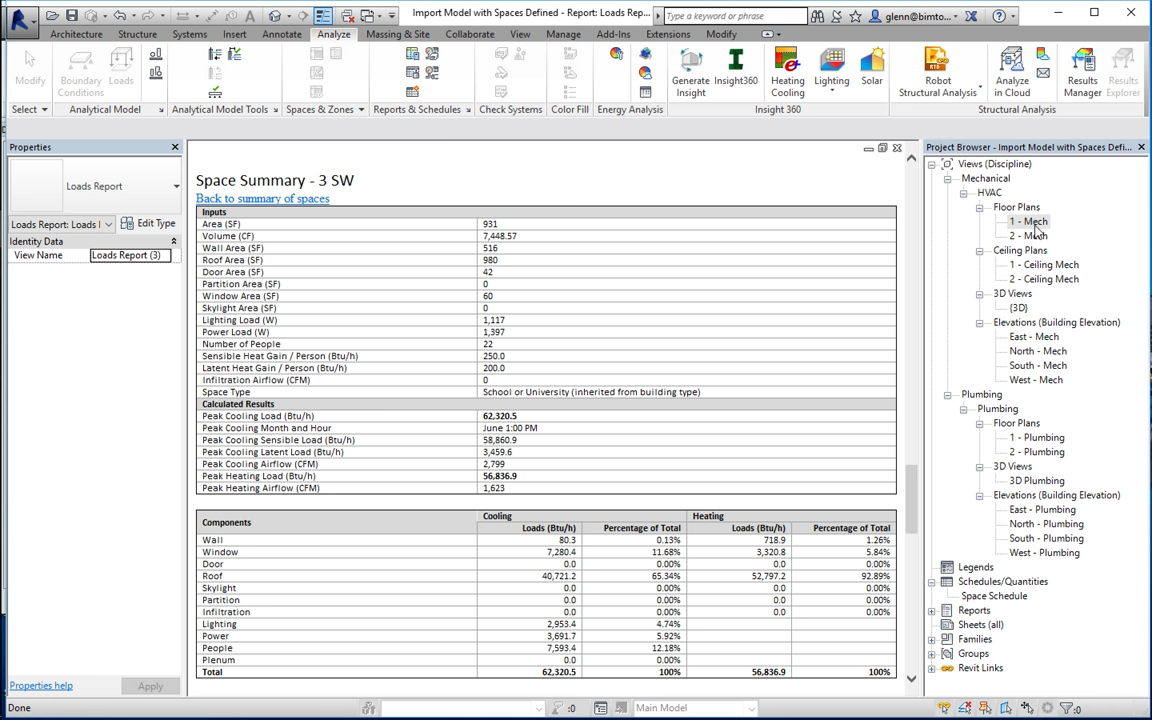 Import Model with Spaces Defined - Report: Loads Rep...
Type a keyword or phrase
glenn@bimto...
Architecture Structure Systems Insert Annotate Analyze Massing & Site Collaborate View Manage Add-Ins Extensions Modify
Modify
Boundary Conditions
Loads
Generate Insight
Insight360
Heating Cooling
Lighting
Solar
Robot Structural Analysis
Analyze in Cloud
Results Manager
Results Explorer
Select
Analytical Model
Analytical Model Tools
Spaces & Zones
Reports & Schedules
Check Systems
Color Fill
Energy Analysis
Insight 360
Structural Analysis
Properties
Loads Report
Loads Report: Loads
Edit Type
Identity Data
View Name Loads Report (3)
Properties help
Apply
Space Summary - 3 SW
Back to summary of spaces
Inputs
Area (SF) 931
Volume (CF) 7,448.57
Wall Area (SF) 516
Roof Area (SF) 980
Door Area (SF) 42
Partition Area (SF) 0
Window Area (SF) 60
Skylight Area (SF) 0
Lighting Load (W) 1,117
Power Load (W) 1,397
Number of People 22
Sensible Heat Gain / Person (Btu/h) 250.0
Latent Heat Gain / Person (Btu/h) 200.0
Infiltration Airflow (CFM) 0
Space Type School or University (inherited from building type)
Calculated Results
Peak Cooling Load (Btu/h) 62,320.5
Peak Cooling Month and Hour June 1:00 PM
Peak Cooling Sensible Load (Btu/h) 58,860.9
Peak Cooling Latent Load (Btu/h) 3,459.6
Peak Cooling Airflow (CFM) 2,799
Peak Heating Load (Btu/h) 56,836.9
Peak Heating Airflow (CFM) 1,623
Components Cooling Heating
Loads (Btu/h) Percentage of Total Loads (Btu/h) Percentage of Total
Wall 80.3 0.13% 718.9 1.26%
Window 7,280.4 11.68% 3,320.8 5.84%
Door 0.0 0.00% 0.0 0.00%
Roof 40,721.2 65.34% 52,797.2 92.89%
Skylight 0.0 0.00% 0.0 0.00%
Partition 0.0 0.00% 0.0 0.00%
Infiltration 0.0 0.00% 0.0 0.00%
Lighting 2,953.4 4.74%
Power 3,691.7 5.92%
People 7,593.4 12.18%
Plenum 0.0 0.00%
Total 62,320.5 100% 56,836.9 100%
Project Browser - Import Model with Spaces Defi...
Views (Discipline)
Mechanical
HVAC
Floor Plans
1 - Mech
2 - Mech
Ceiling Plans
1 - Ceiling Mech
2 - Ceiling Mech
3D Views
{3D}
Elevations (Building Elevation)
East - Mech
North - Mech
South - Mech
West - Mech
Plumbing
Plumbing
Floor Plans
1 - Plumbing
2 - Plumbing
3D Views
3D Plumbing
Elevations (Building Elevation)
East - Plumbing
North - Plumbing
South - Plumbing
West - Plumbing
Legends
Schedules/Quantities
Space Schedule
Reports
Sheets (all)
Families
Groups
Revit Links
Done
:0
Main Model
:0